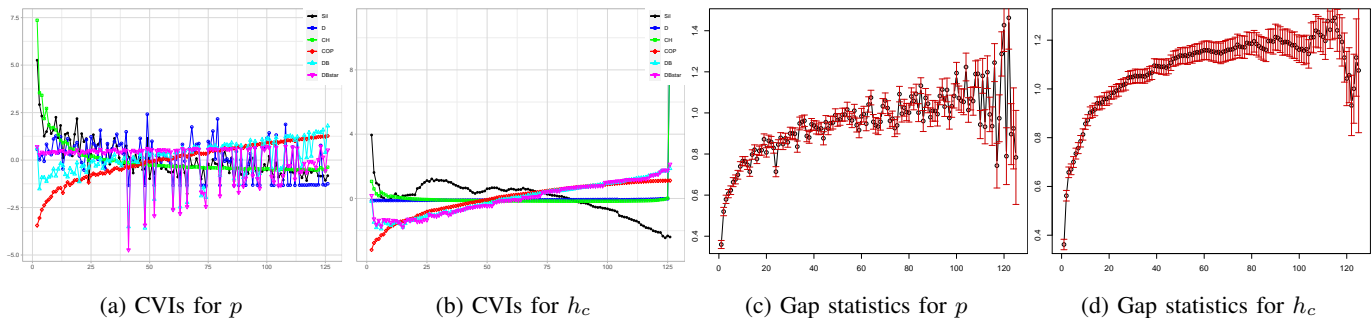 7.5
5.0
2.5
0.0
−2.5
−5.0
0 25 50 75 100 125
Sil
D
CH
COP
DB
DBstar
(a) CVIs for p
8
4
0
0 25 50 75 100 125
Sil
D
CH
COP
DB
DBstar
(b) CVIs for h_c
1.4
1.2
1.0
0.8
0.6
0.4
0 20 40 60 80 100 120
(c) Gap statistics for p
1.2
1.0
0.8
0.6
0.4
0 20 40 60 80 100 120
(d) Gap statistics for h_c